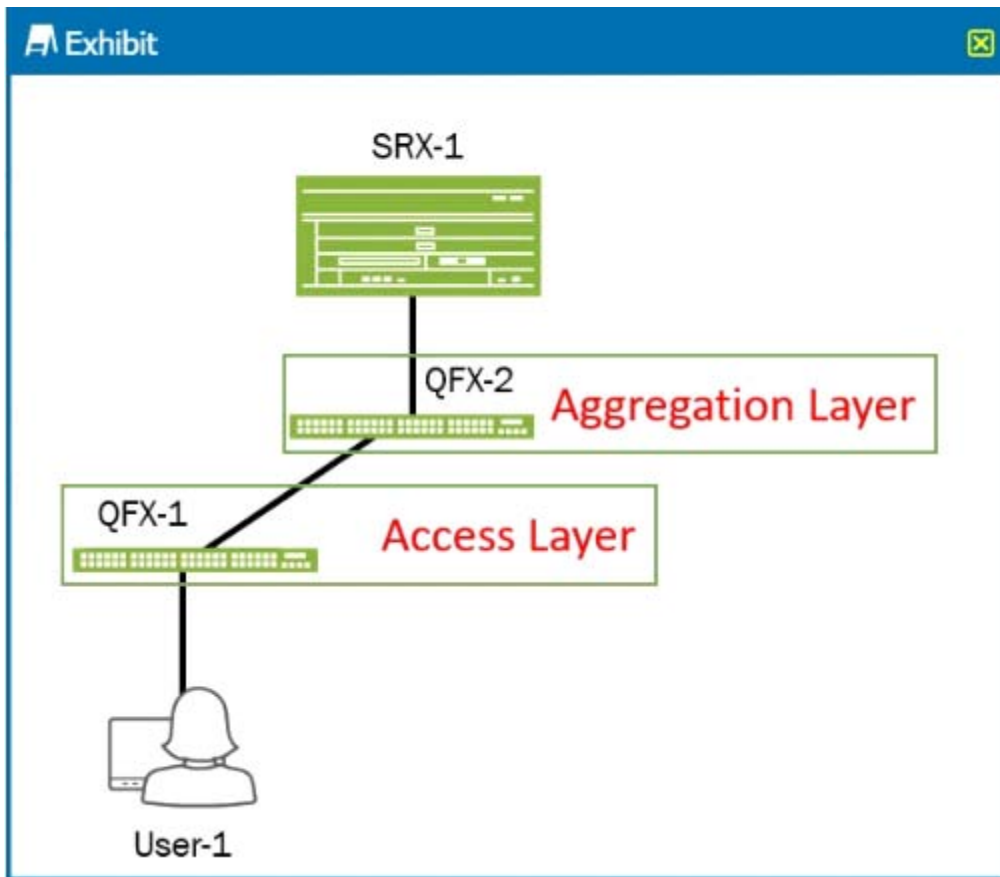 Exhibit
SRX-1
QFX-2
Aggregation Layer
QFX-1
Access Layer
User-1